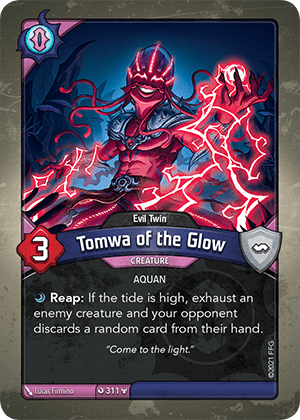 Evil Twin
Tomwa of the Glow
3
CREATURE
AQUAN
Reap: If the tide is high, exhaust an
enemy creature and your opponent
discards a random card from their hand.
“Come to the light.”
Lucas Firmino
311
©2021 FFG